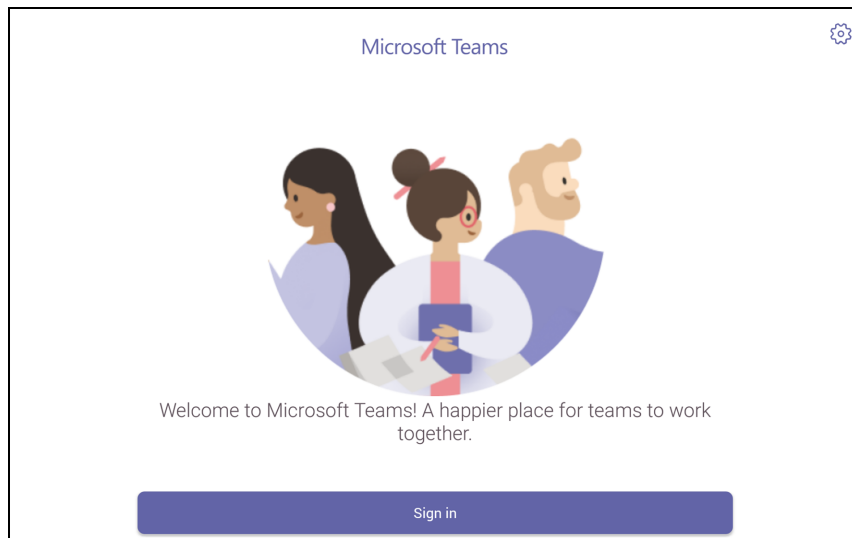 Microsoft Teams
Welcome to Microsoft Teams! A happier place for teams to work
together.
Sign in